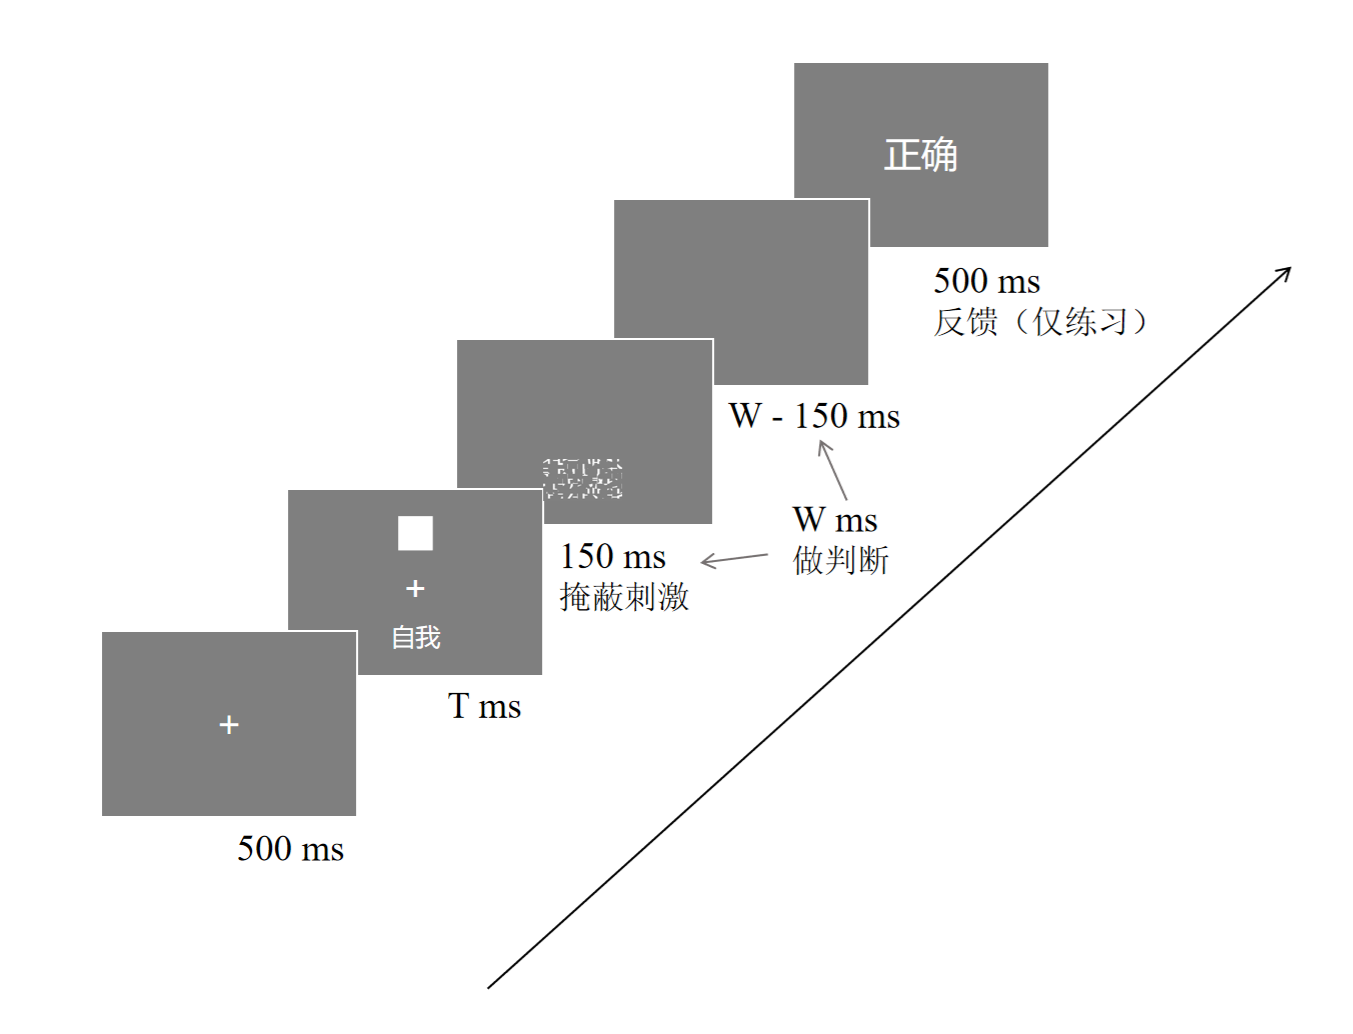 +
500 ms
+
自我
T ms
150 ms
掩蔽刺激
W ms
做判断
W - 150 ms
正确
500 ms
反馈（仅练习）